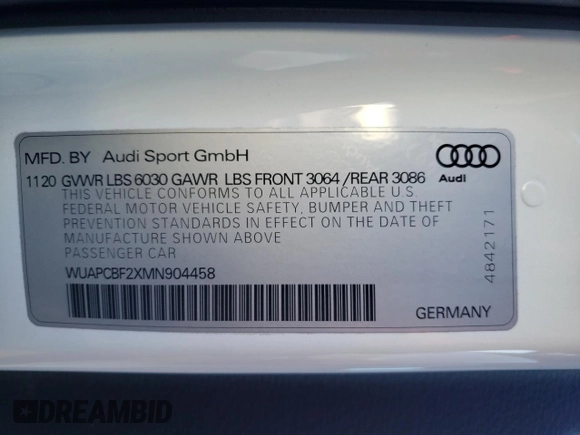 MFD. BY Audi Sport GmbH
1120 GVWR LBS 6030 GAWR LBS FRONT 3064 /REAR 3086
THIS VEHICLE CONFORMS TO ALL APPLICABLE U.S.
FEDERAL MOTOR VEHICLE SAFETY, BUMPER AND THEFT
PREVENTION STANDARDS IN EFFECT ON THE DATE OF
MANUFACTURE SHOWN ABOVE
PASSENGER CAR
WUAPCBF2XMN904458
Audi
4842171
GERMANY
DREAMBID